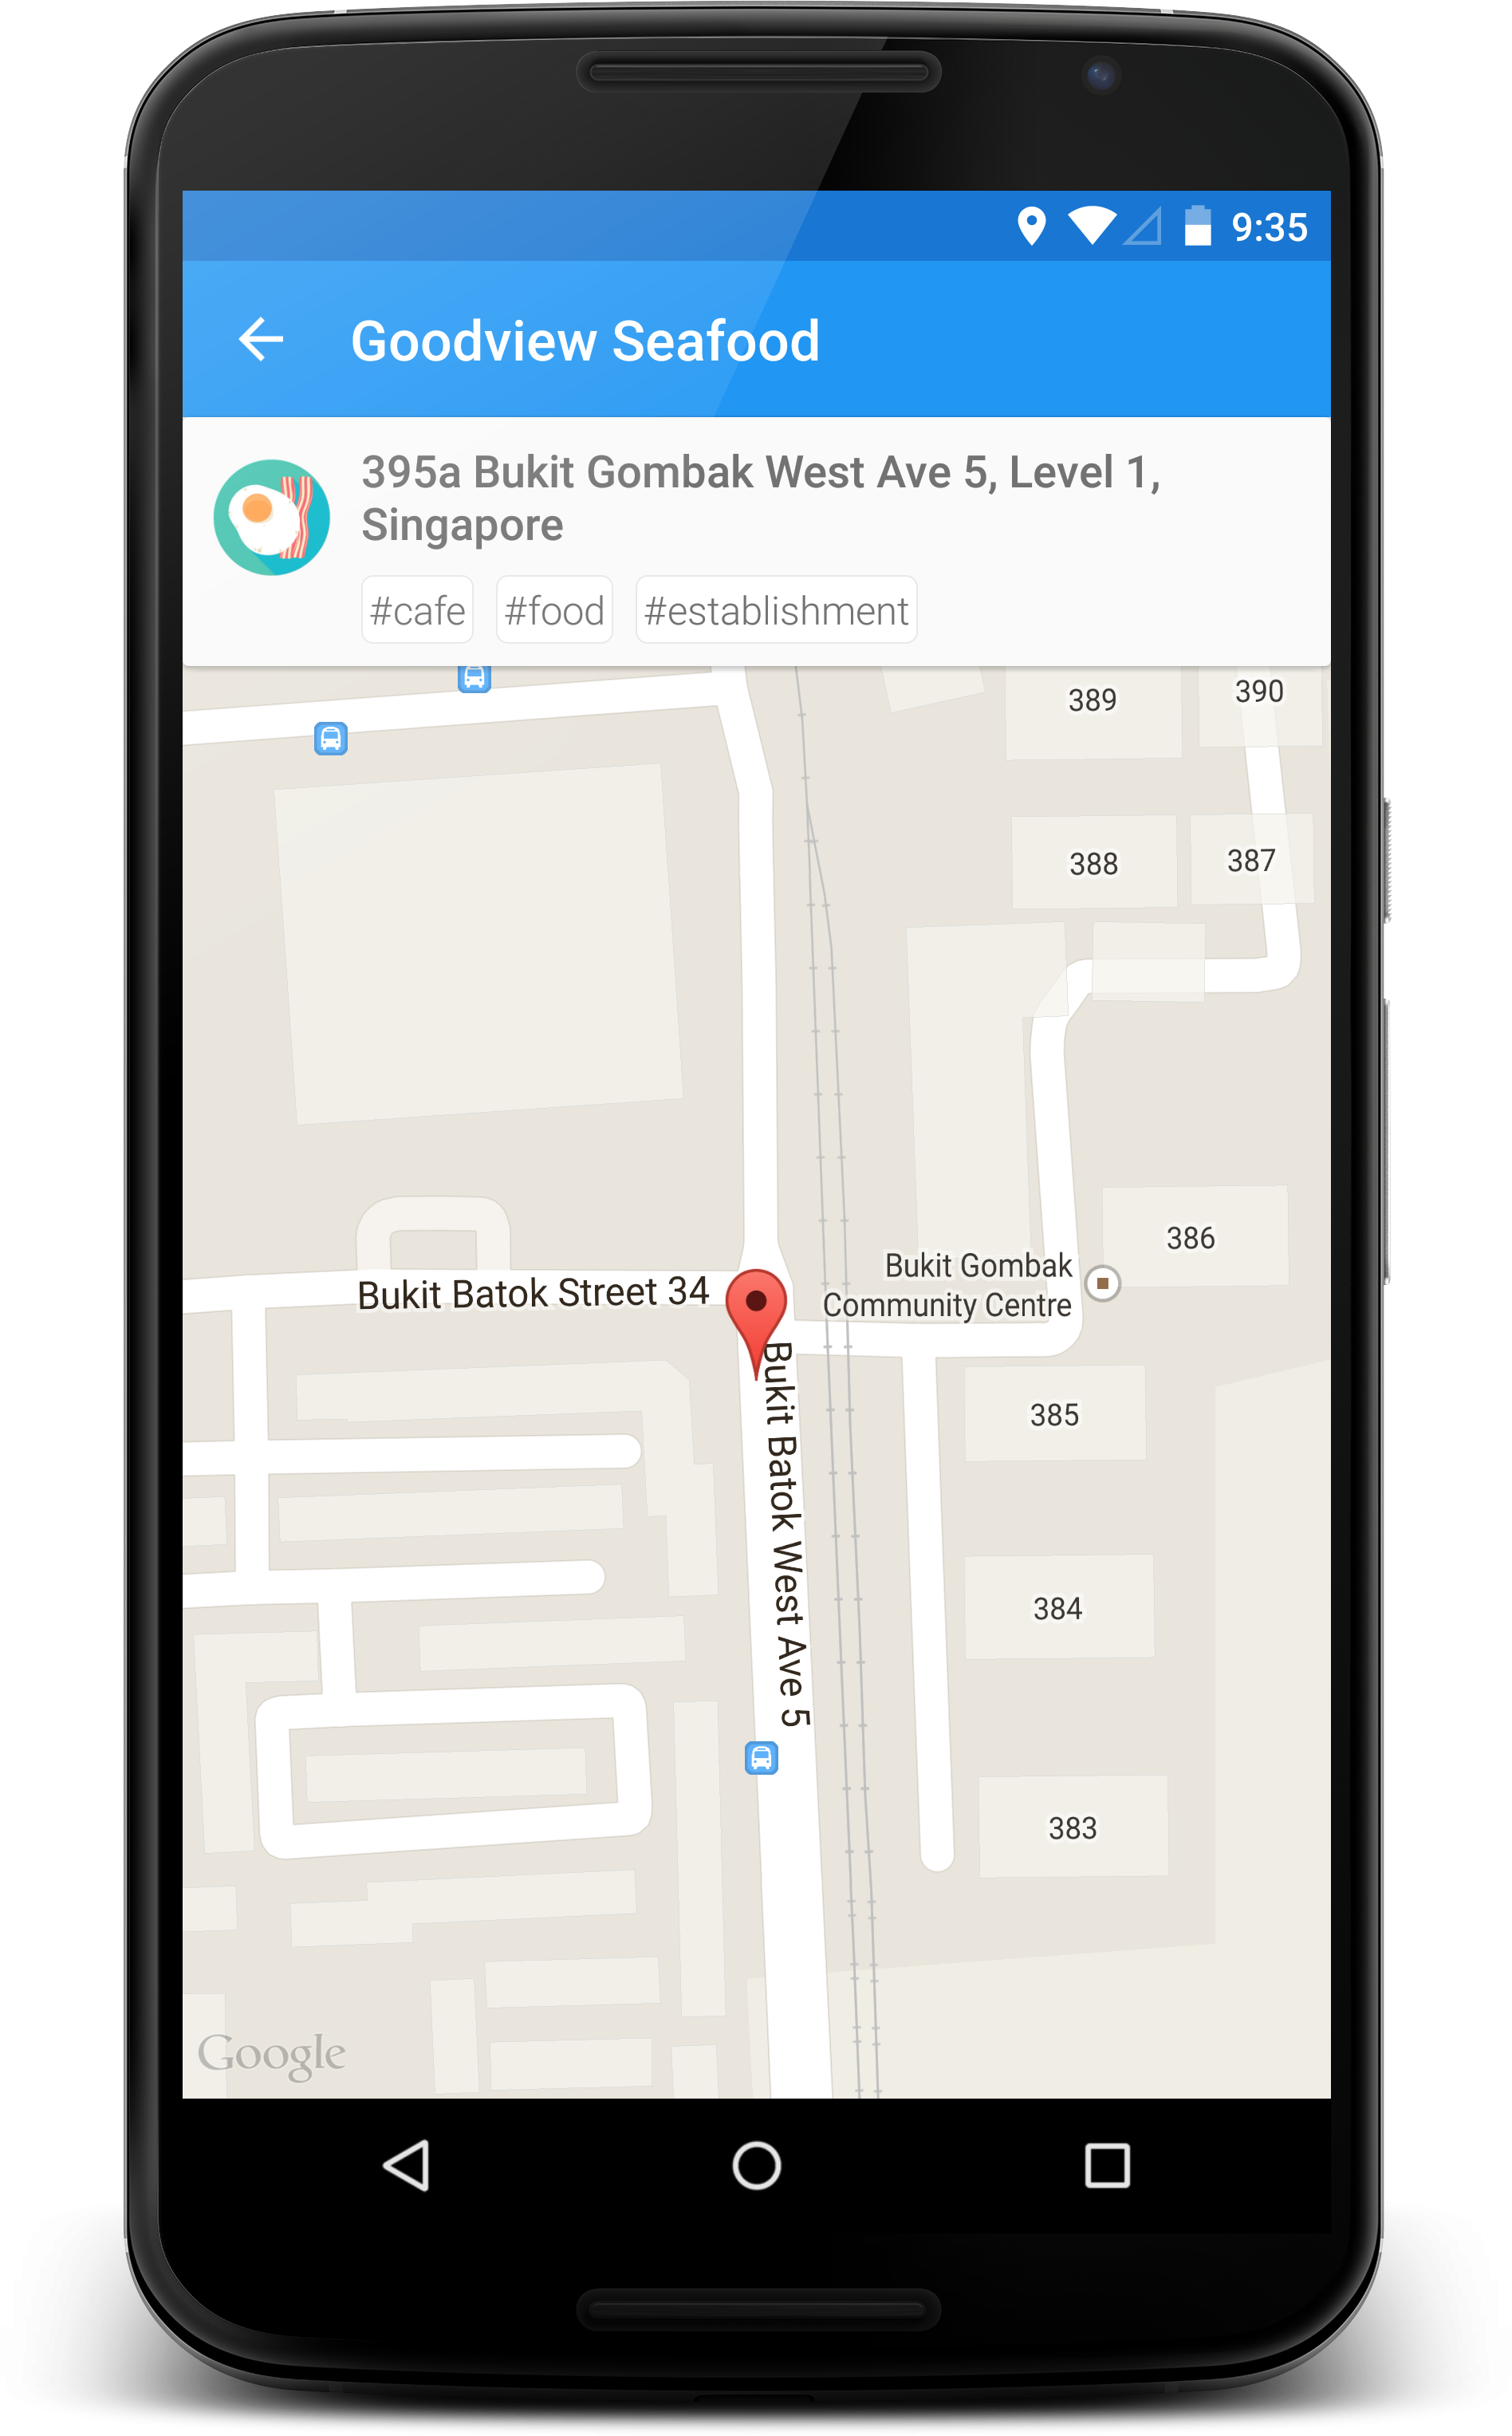 9:35
Goodview Seafood
395a Bukit Gombak West Ave 5, Level 1,
Singapore
#cafe #food #establishment
389
390
388
387
386
Bukit Gombak
Community Centre
Bukit Batok Street 34
Bukit Batok West Ave 5
385
384
383
Google